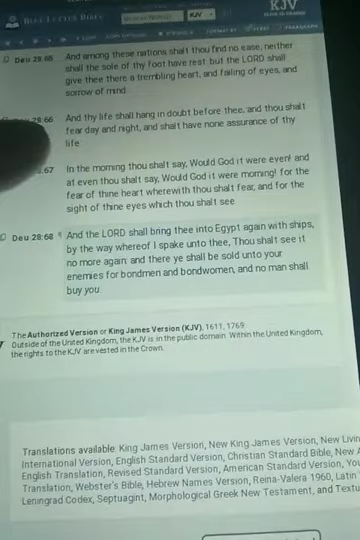 BLUE LETTER BIBLE
KJV
KJV
Deu 28:65 And among these nations shalt thou find no ease, neither
shall the sole of thy foot have rest: but the LORD shall
give thee there a trembling heart, and failing of eyes, and
sorrow of mind
28:66 And thy life shall hang in doubt before thee; and thou shalt
fear day and night, and shalt have none assurance of thy
life
:67 In the morning thou shalt say, Would God it were even! and
at even thou shalt say, Would God it were morning! for the
fear of thine heart wherewith thou shalt fear, and for the
sight of thine eyes which thou shalt see
Deu 28:68 ¶ And the LORD shall bring thee into Egypt again with ships,
by the way whereof I spake unto thee, Thou shalt see it
no more again: and there ye shall be sold unto your
enemies for bondmen and bondwomen, and no man shall
buy you.
The Authorized Version or King James Version (KJV), 1611, 1769.
Outside of the United Kingdom, the KJV is in the public domain. Within the United Kingdom,
the rights to the KJV are vested in the Crown.
Translations available: King James Version, New King James Version, New Livin
International Version, English Standard Version, Christian Standard Bible, New A
English Translation, Revised Standard Version, American Standard Version, You
Translation, Webster's Bible, Hebrew Names Version, Reina-Valera 1960, Latin
Leningrad Codex, Septuagint, Morphological Greek New Testament, and Textu